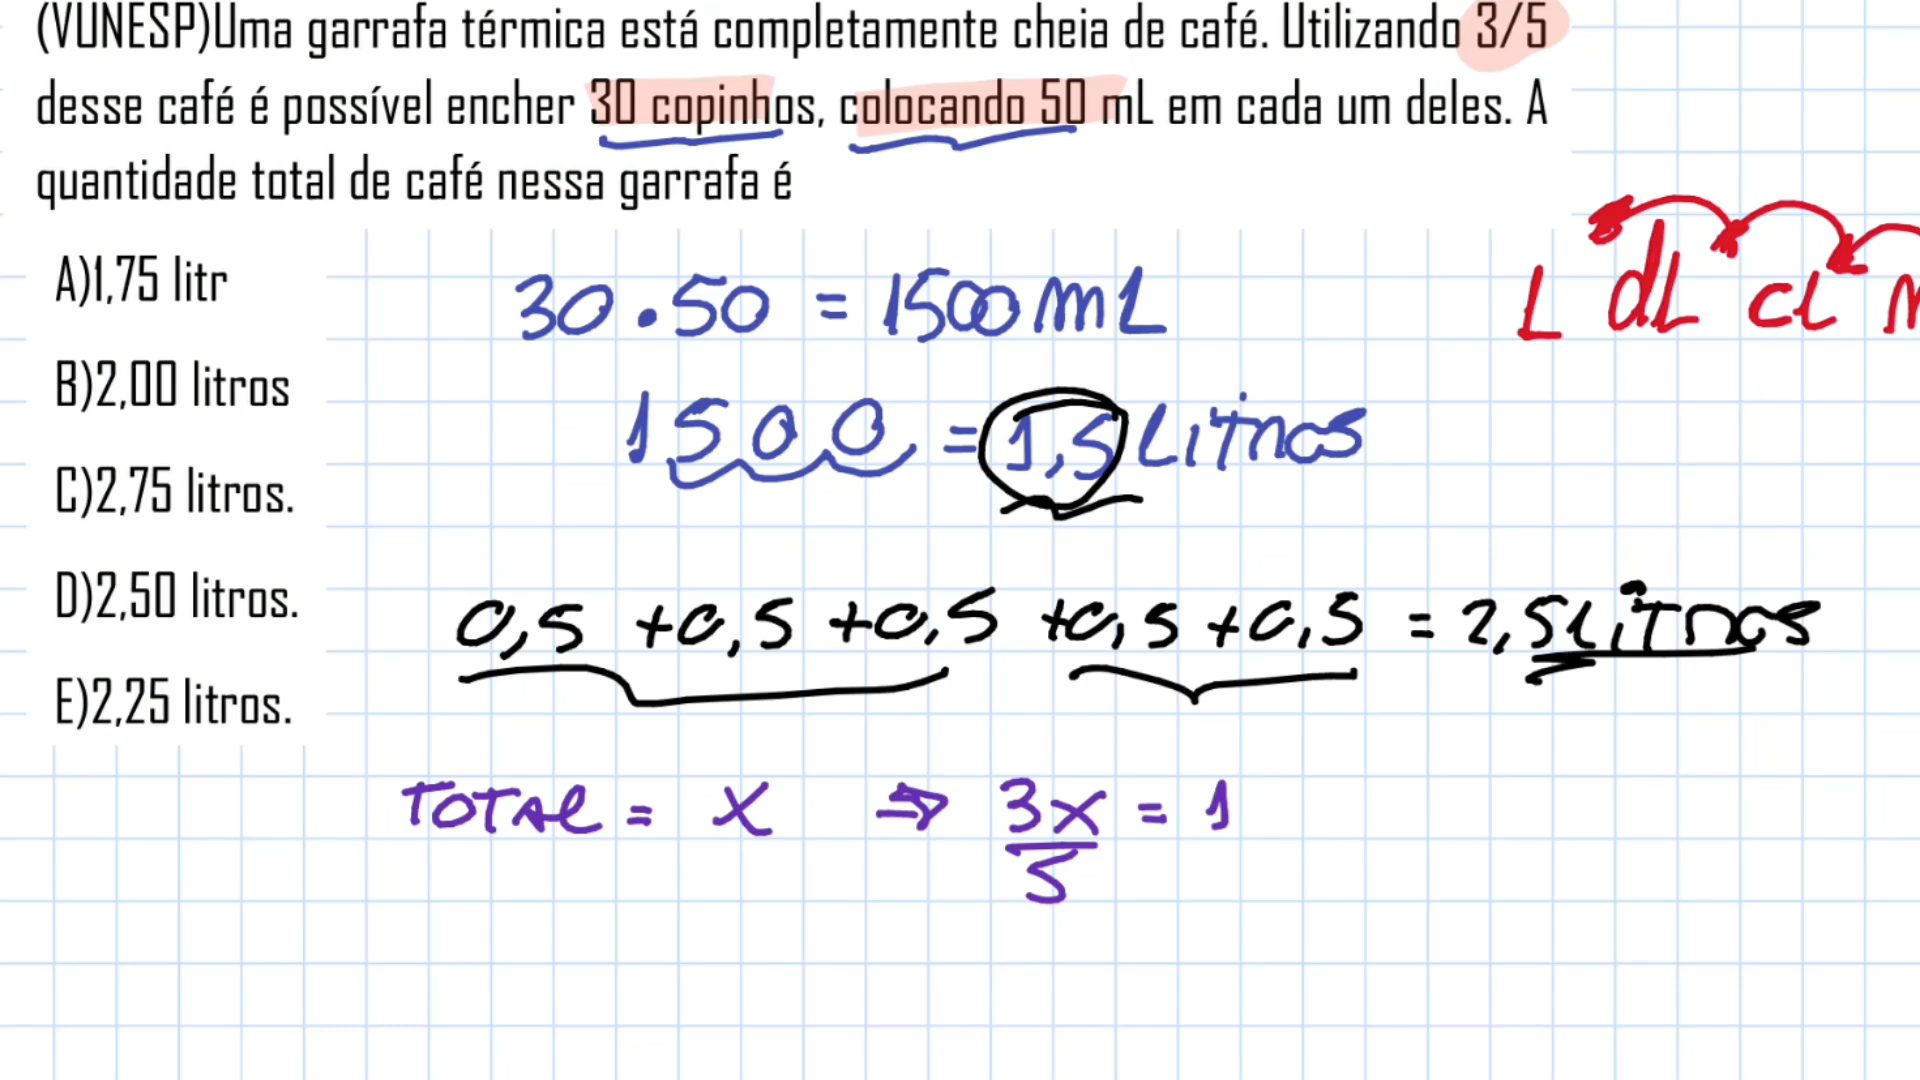 (VUNESP)Uma garrafa térmica está completamente cheia de café. Utilizando 3/5
desse café é possível encher 30 copinhos, colocando 50 mL em cada um deles. A
quantidade total de café nessa garrafa é
A)1,75 litr
B)2,00 litros
C)2,75 litros.
D)2,50 litros.
E)2,25 litros.
30.50 = 1500 mL
L dL cL m
1500 = 1,5 Litros
0,5 +0,5 +0,5 +0,5 +0,5 = 2,5 Litros
TOTAL = x ⇒ 3x/5 = 1